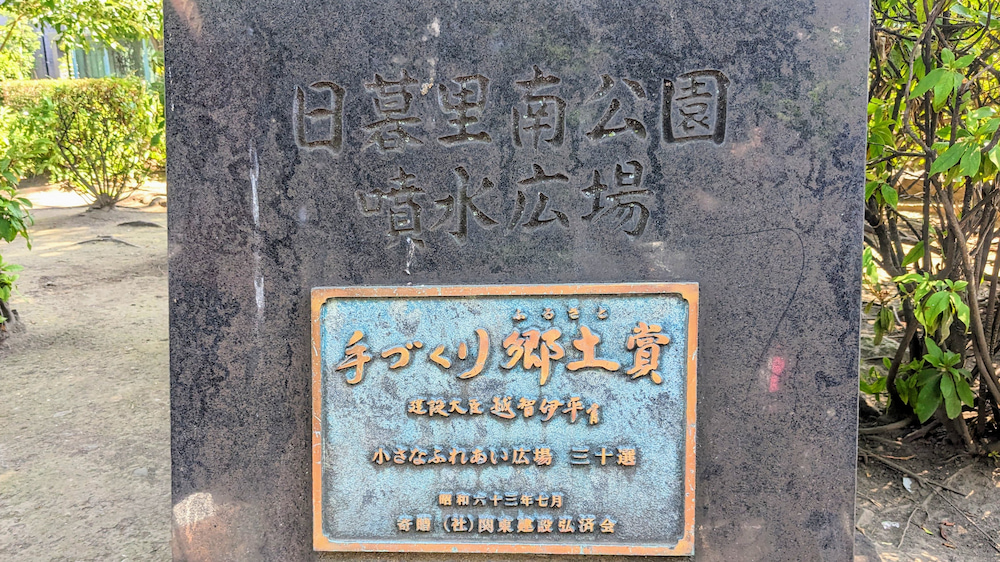 日暮里南公園
噴水広場
ふるさと
手づくり郷土賞
建設大臣 越智伊平書
小さなふれあい広場 三十選
昭和六十三年七月
寄贈 (社)関東建設弘済会